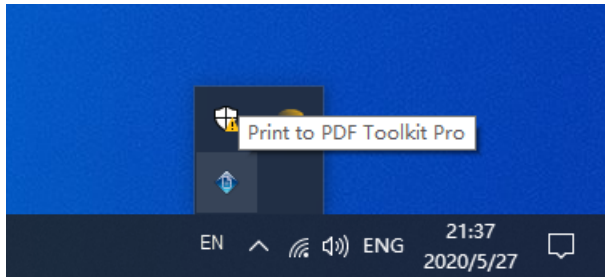 Print to PDF Toolkit Pro
EN
ENG
21:37
2020/5/27